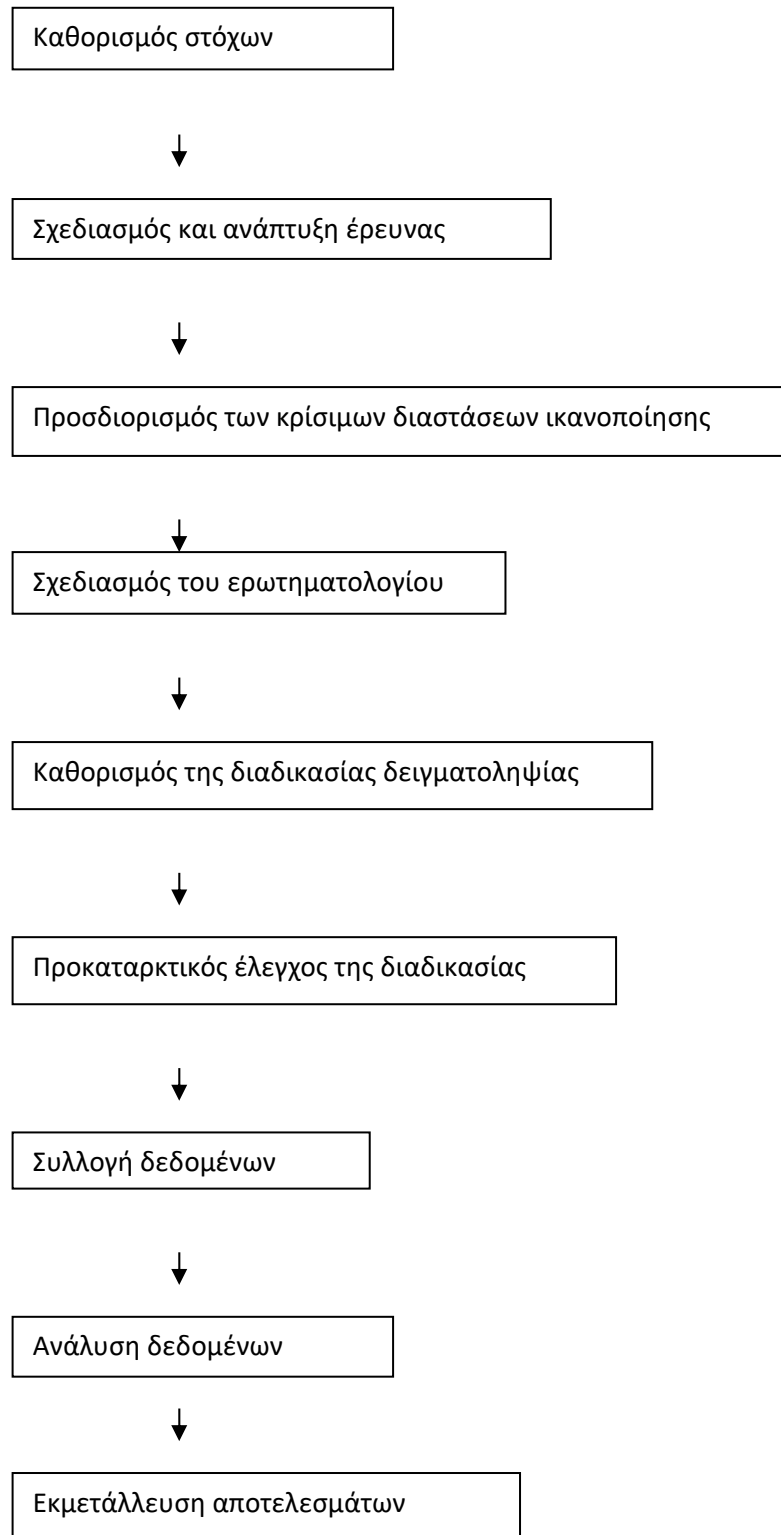 Καθορισμός στόχων
Σχεδιασμός και ανάπτυξη έρευνας
Προσδιορισμός των κρίσιμων διαστάσεων ικανοποίησης
Σχεδιασμός του ερωτηματολογίου
Καθορισμός της διαδικασίας δειγματοληψίας
Προκαταρκτικός έλεγχος της διαδικασίας
Συλλογή δεδομένων
Ανάλυση δεδομένων
Εκμετάλλευση αποτελεσμάτων